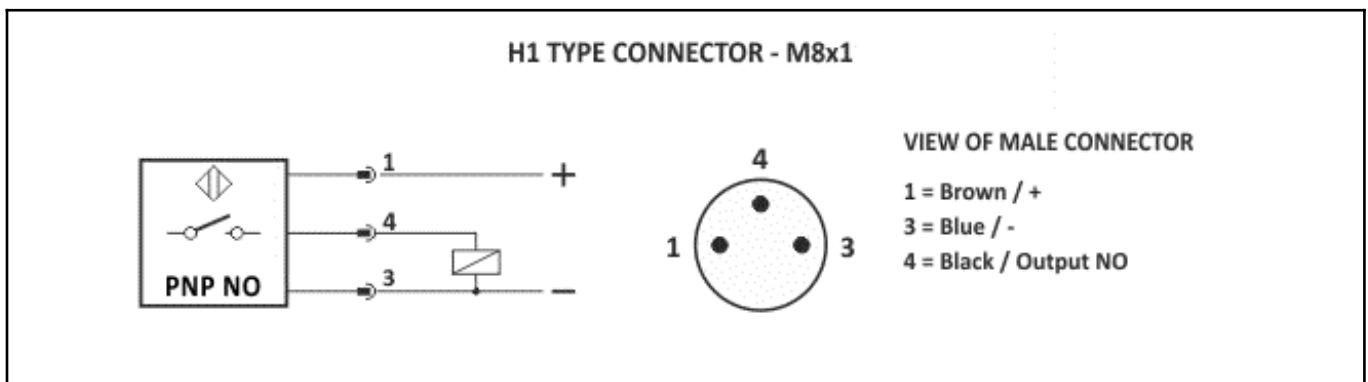 H1 TYPE CONNECTOR - M8x1
1
+
4
3
–
PNP NO
4
1
3
VIEW OF MALE CONNECTOR
1 = Brown / +
3 = Blue / -
4 = Black / Output NO